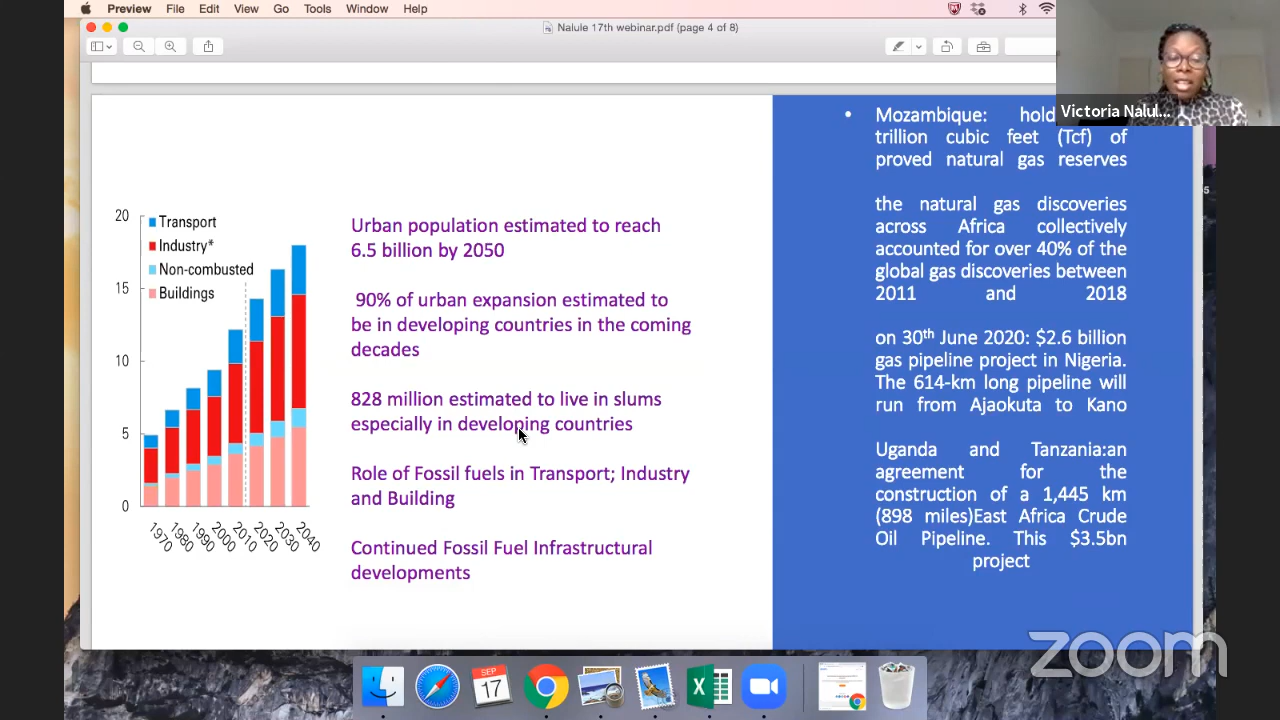 Preview File Edit View Go Tools Window Help
Nalule 17th webinar.pdf (page 4 of 8)
Victoria Nalul...
20
15
10
5
0
Transport
Industry*
Non-combusted
Buildings
1970 1980 1990 2000 2010 2020 2030 2040
Urban population estimated to reach
6.5 billion by 2050
90% of urban expansion estimated to
be in developing countries in the coming
decades
828 million estimated to live in slums
especially in developing countries
Role of Fossil fuels in Transport; Industry
and Building
Continued Fossil Fuel Infrastructural
developments
• Mozambique:
trillion cubic feet (Tcf) of
proved natural gas reserves
the natural gas discoveries
across Africa collectively
accounted for over 40% of the
global gas discoveries between
2011 and 2018
on 30th June 2020: $2.6 billion
gas pipeline project in Nigeria.
The 614-km long pipeline will
run from Ajaokuta to Kano
Uganda and Tanzania:an
agreement for the
construction of a 1,445 km
(898 miles)East Africa Crude
Oil Pipeline. This $3.5bn
project
zoom
SEP
17